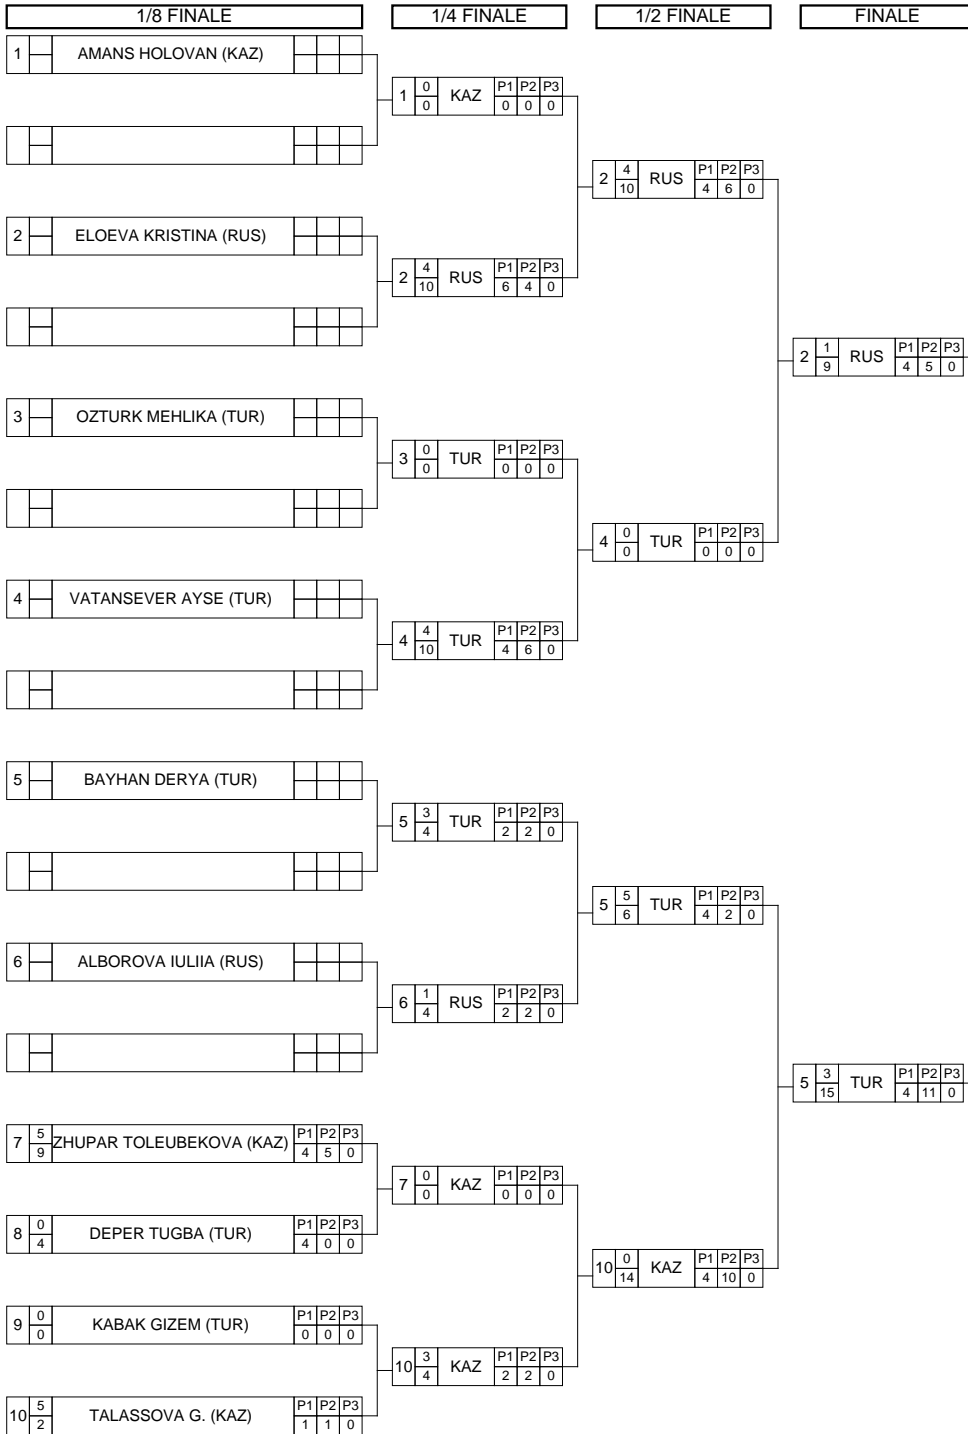 1/8 FINALE 1/4 FINALE 1/2 FINALE FINALE
1 AMANS HOLOVAN (KAZ)
1 0 0 KAZ P1 P2 P3 0 0 0
2 4 10 RUS P1 P2 P3 4 6 0
2 ELOEVA KRISTINA (RUS)
2 4 10 RUS P1 P2 P3 6 4 0
2 1 9 RUS P1 P2 P3 4 5 0
3 OZTURK MEHLIKA (TUR)
3 0 0 TUR P1 P2 P3 0 0 0
4 0 0 TUR P1 P2 P3 0 0 0
4 VATANSEVER AYSE (TUR)
4 4 10 TUR P1 P2 P3 4 6 0
5 BAYHAN DERYA (TUR)
5 3 4 TUR P1 P2 P3 2 2 0
5 5 6 TUR P1 P2 P3 4 2 0
6 ALBOROVA IULIIA (RUS)
6 1 4 RUS P1 P2 P3 2 2 0
5 3 15 TUR P1 P2 P3 4 11 0
7 5 9 ZHUPAR TOLEUBEKOVA (KAZ) P1 P2 P3 4 5 0
7 0 0 KAZ P1 P2 P3 0 0 0
8 0 4 DEPER TUGBA (TUR) P1 P2 P3 4 0 0
10 0 14 KAZ P1 P2 P3 4 10 0
9 0 0 KABAK GIZEM (TUR) P1 P2 P3 0 0 0
10 3 4 KAZ P1 P2 P3 2 2 0
10 5 2 TALASSOVA G. (KAZ) P1 P2 P3 1 1 0